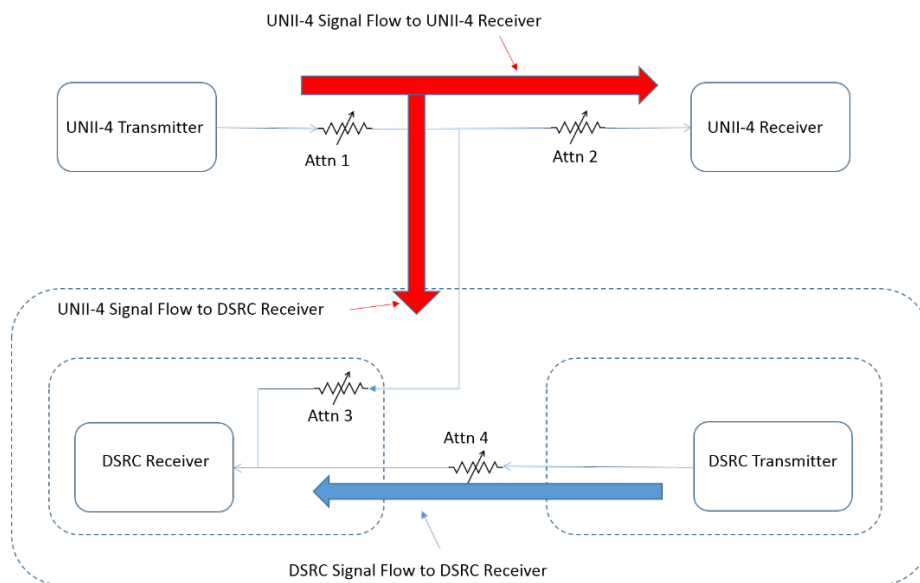 UNII-4 Signal Flow to UNII-4 Receiver
UNII-4 Transmitter
Attn 1
Attn 2
UNII-4 Receiver
UNII-4 Signal Flow to DSRC Receiver
Attn 3
DSRC Receiver
Attn 4
DSRC Transmitter
DSRC Signal Flow to DSRC Receiver